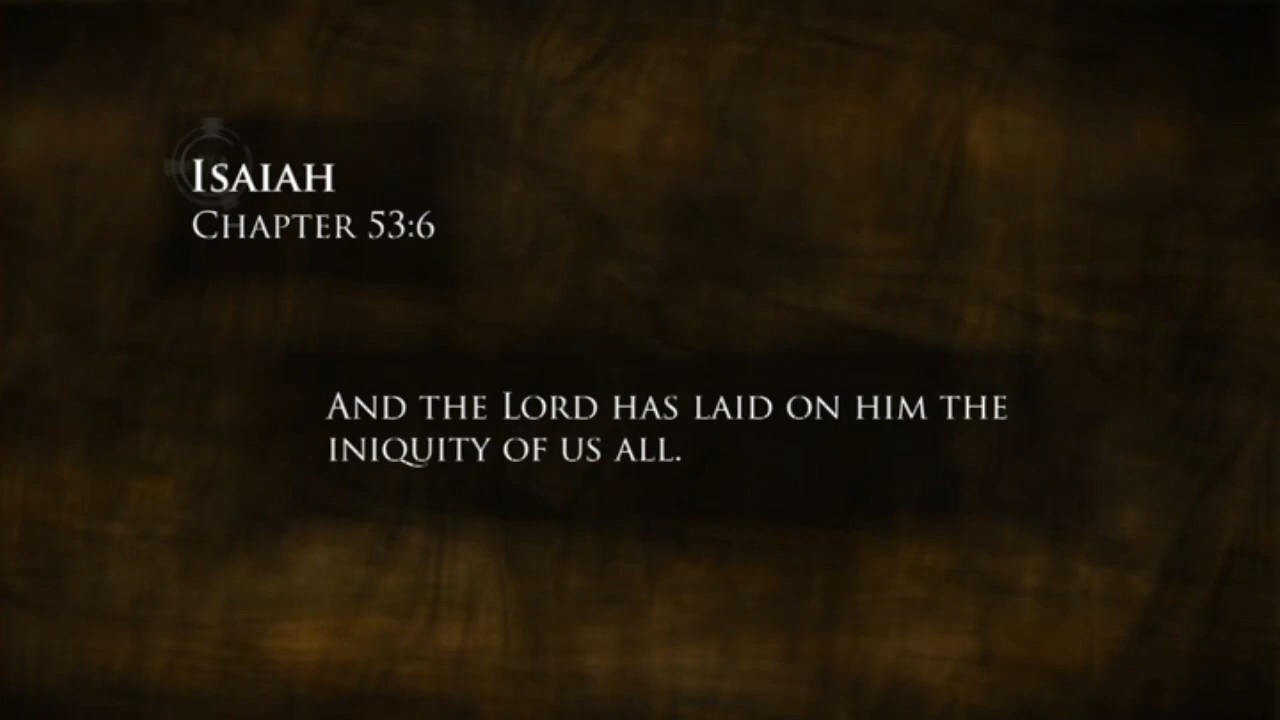 Isaiah
Chapter 53:6
And the Lord has laid on him the
iniquity of us all.